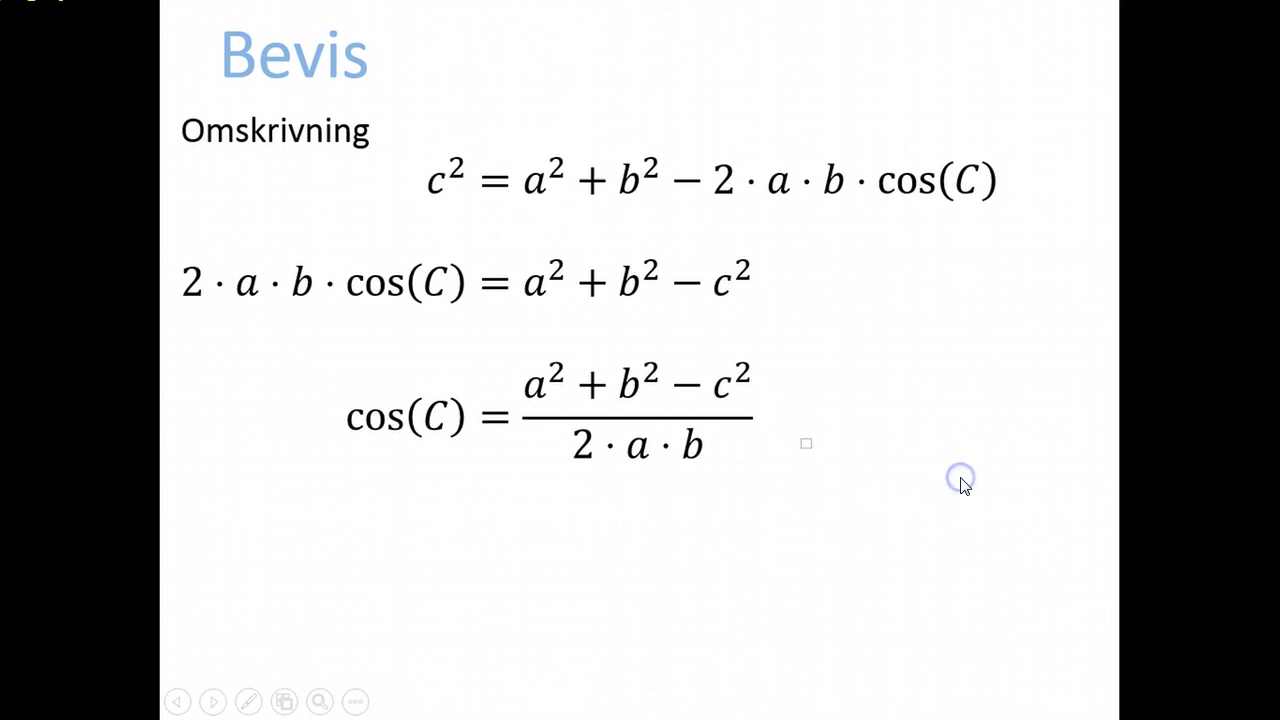 Bevis
Omskrivning
c² = a² + b² − 2 · a · b · cos(C)
2 · a · b · cos(C) = a² + b² − c²
cos(C) = (a² + b² − c²) / (2 · a · b)